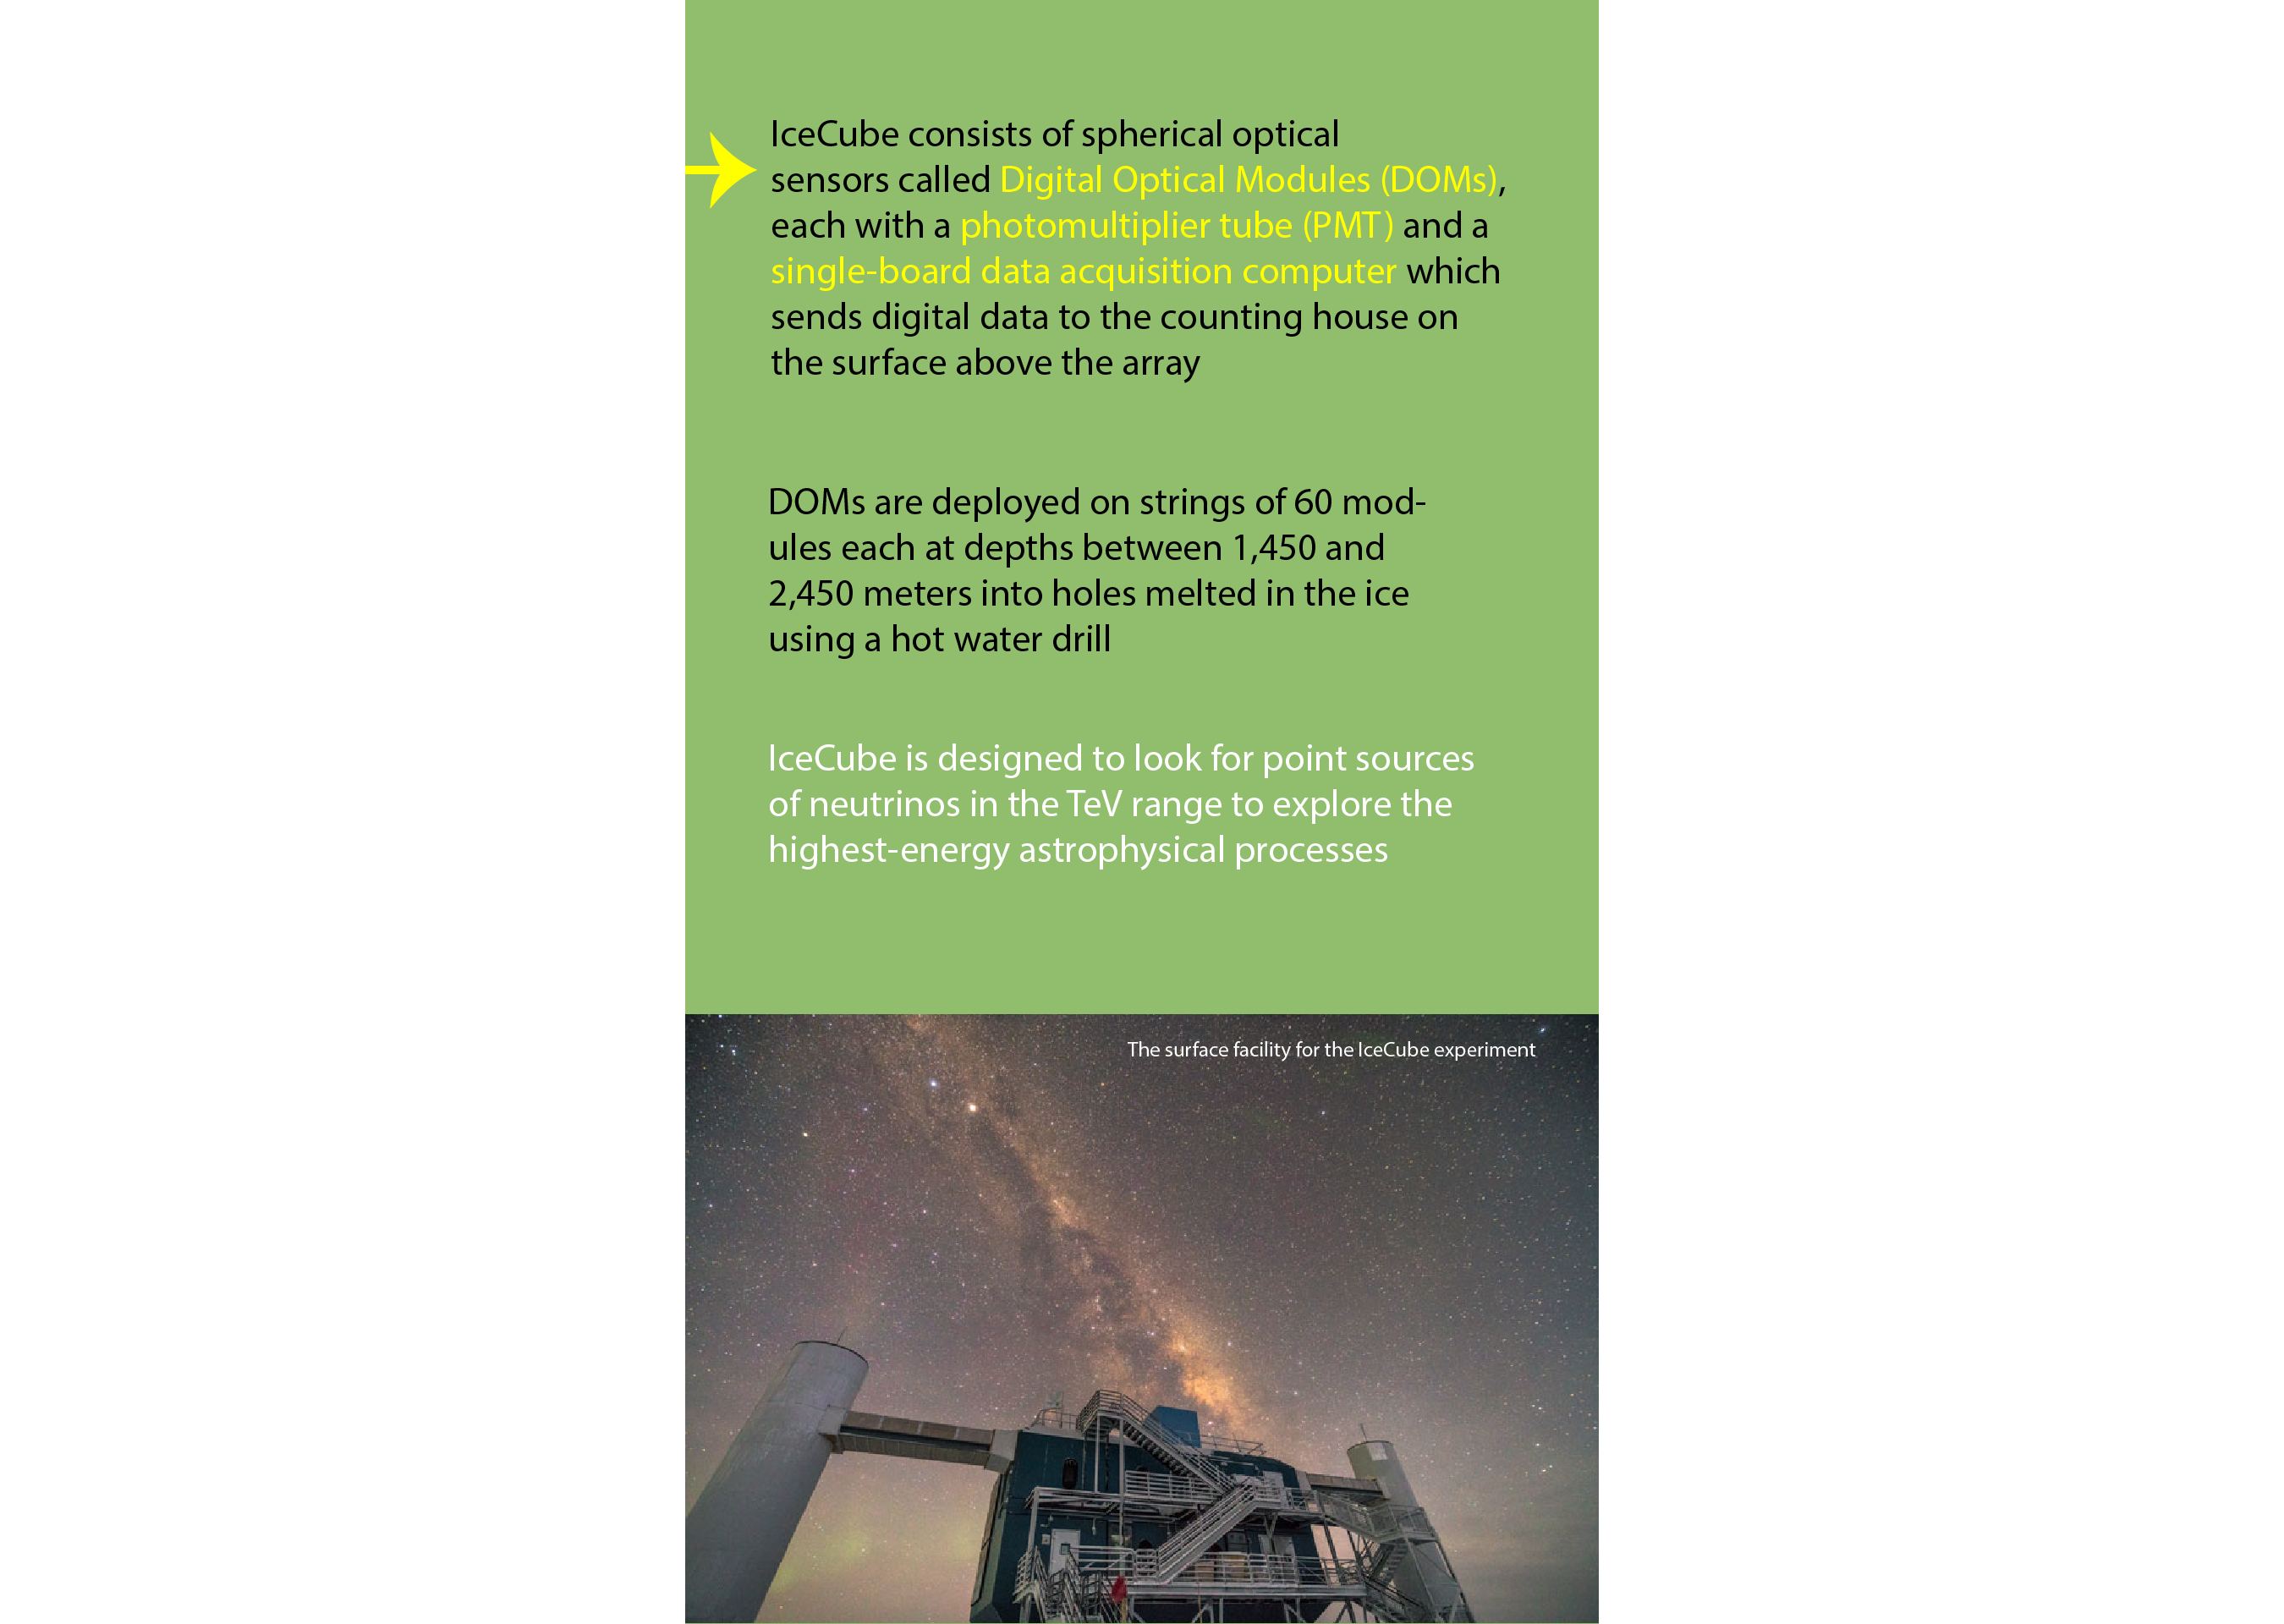 IceCube consists of spherical optical
sensors called Digital Optical Modules (DOMs),
each with a photomultiplier tube (PMT) and a
single-board data acquisition computer which
sends digital data to the counting house on
the surface above the array
DOMs are deployed on strings of 60 mod-
ules each at depths between 1,450 and
2,450 meters into holes melted in the ice
using a hot water drill
IceCube is designed to look for point sources
of neutrinos in the TeV range to explore the
highest-energy astrophysical processes
The surface facility for the IceCube experiment